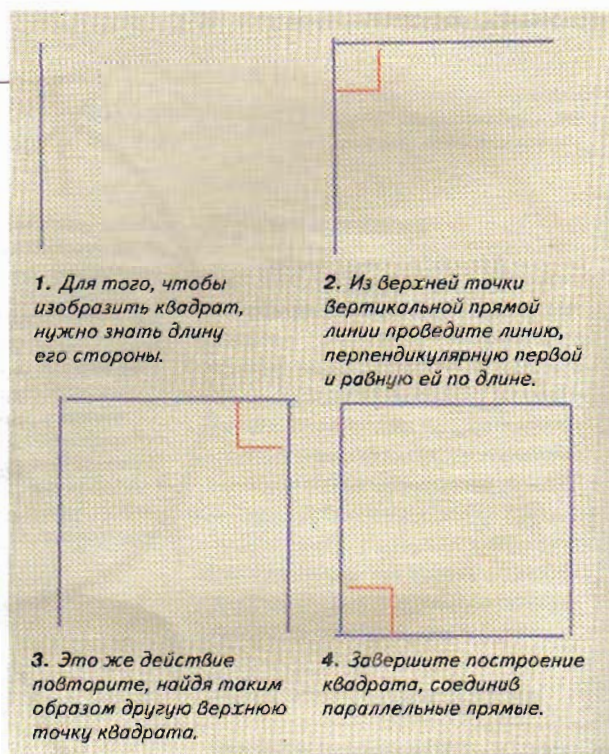 1. Для того, чтобы
изобразить квадрат,
нужно знать длину
его стороны.
2. Из верхней точки
вертикальной прямой
линии проведите линию,
перпендикулярную первой
и равную ей по длине.
3. Это же действие
повторите, найдя таким
образом другую верхнюю
точку квадрата.
4. Завершите построение
квадрата, соединив
параллельные прямые.